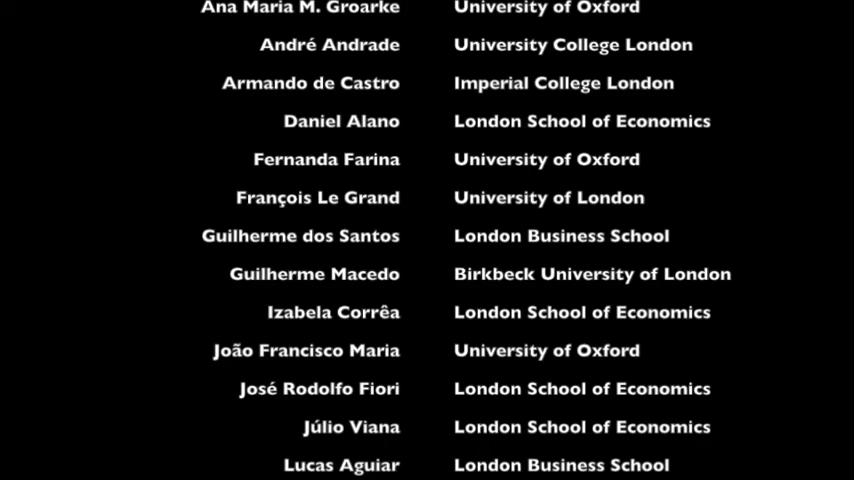 Ana Maria M. Groarke University of Oxford
André Andrade University College London
Armando de Castro Imperial College London
Daniel Alano London School of Economics
Fernanda Farina University of Oxford
François Le Grand University of London
Guilherme dos Santos London Business School
Guilherme Macedo Birkbeck University of London
Izabela Corrêa London School of Economics
João Francisco Maria University of Oxford
José Rodolfo Fiori London School of Economics
Júlio Viana London School of Economics
Lucas Aguiar London Business School